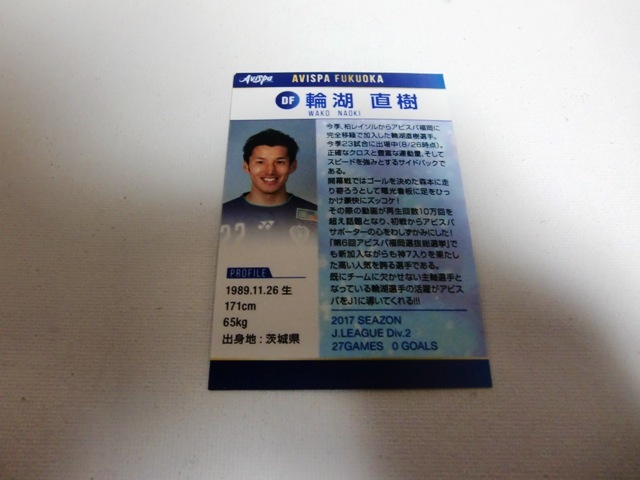 Avispa AVISPA FUKUOKA
DF 輪湖 直樹
WAKO NAOKI
今季、柏レイソルからアビスパ福岡に
完全移籍で加入した輪湖直樹選手。
今季23試合に出場中(8/26時点)。
正確なクロスと豊富な運動量、そして
スピードを強みとするサイドバックで
ある。
開幕戦ではゴールを決めた森本に走
り寄ろうとして電光看板に足をひっ
かけ豪快にズッコケ!
その際の動画が再生回数10万回を
超え話題となり、初戦からアビスパ
サポーターの心をわしずかみにした!
「第6回アビスパ福岡選抜総選挙」で
も新加入ながらも神7入りを果たし
た高い人気を誇る選手である。
既にチームに欠かせない主軸選手と
なっている輪湖選手の活躍がアビス
パをJ1に導いてくれる!!!
PROFILE
1989.11.26 生
171cm
65kg
出身地:茨城県
2017 SEAZON
J.LEAGUE Div.2
27GAMES 0 GOALS